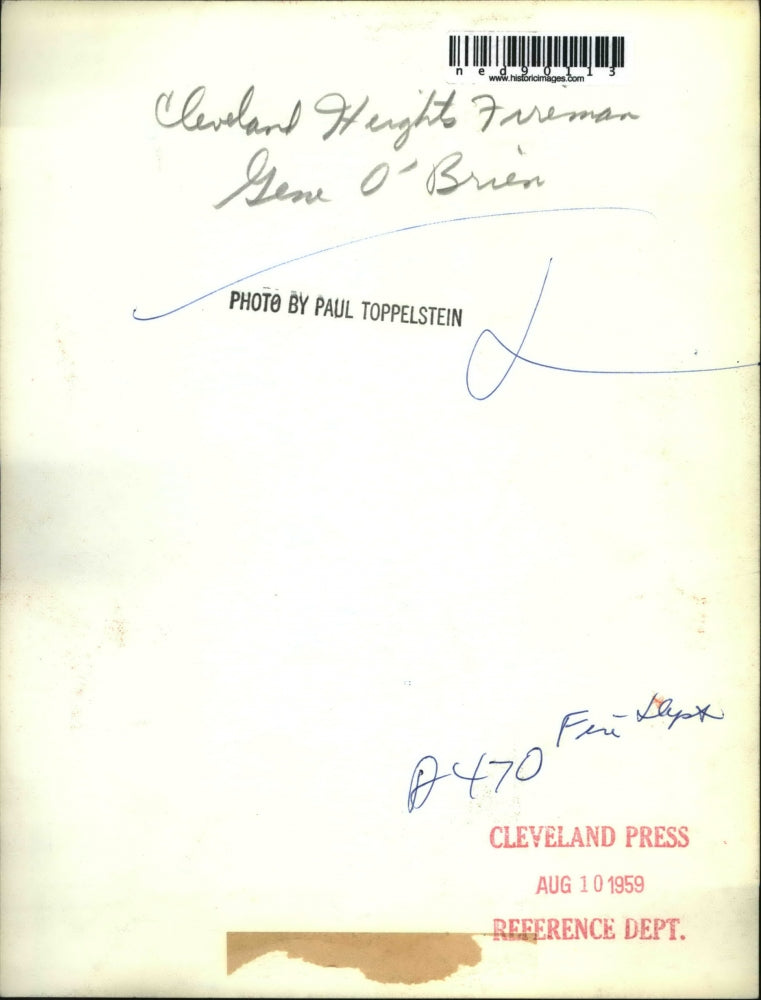 ned90113
www.historicimages.com
Cleveland Heights Fireman
Gene O'Brien
PHOTO BY PAUL TOPPELSTEIN
Fire Dept
470
CLEVELAND PRESS
AUG 10 1959
REFERENCE DEPT.